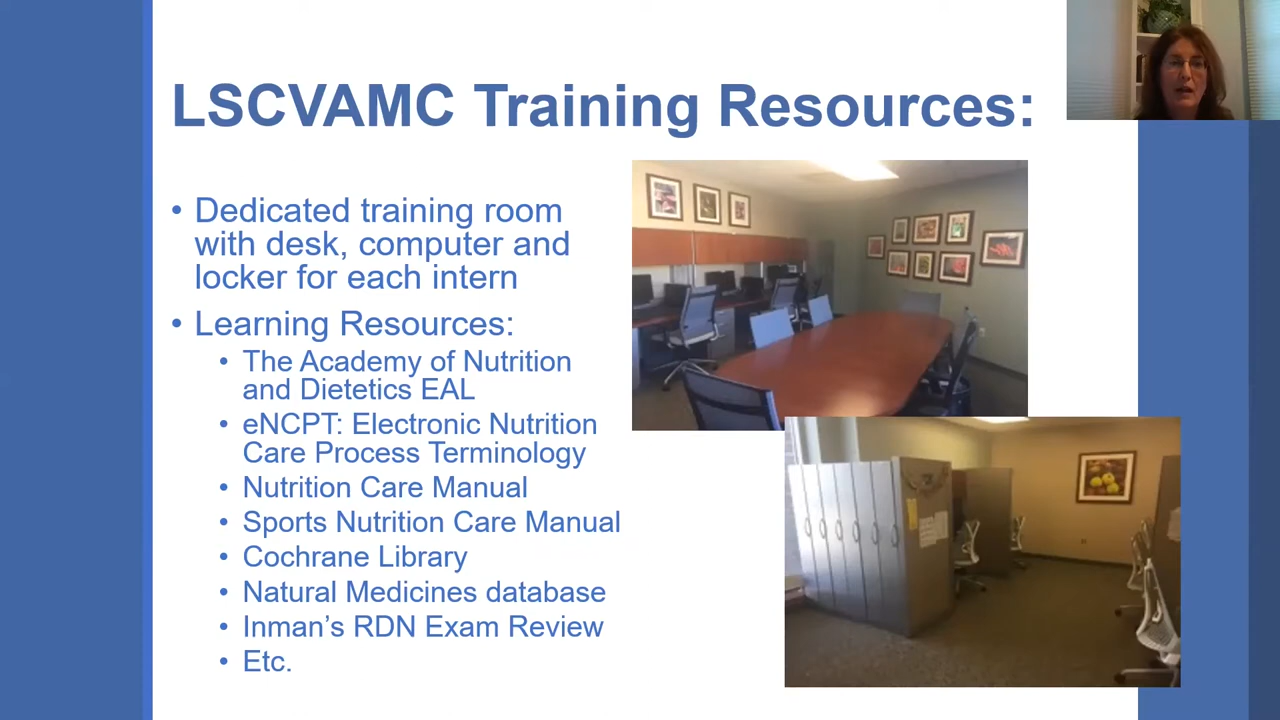 LSCVAMC Training Resources:
• Dedicated training room
with desk, computer and
locker for each intern
• Learning Resources:
• The Academy of Nutrition
and Dietetics EAL
• eNCPT: Electronic Nutrition
Care Process Terminology
• Nutrition Care Manual
• Sports Nutrition Care Manual
• Cochrane Library
• Natural Medicines database
• Inman’s RDN Exam Review
• Etc.